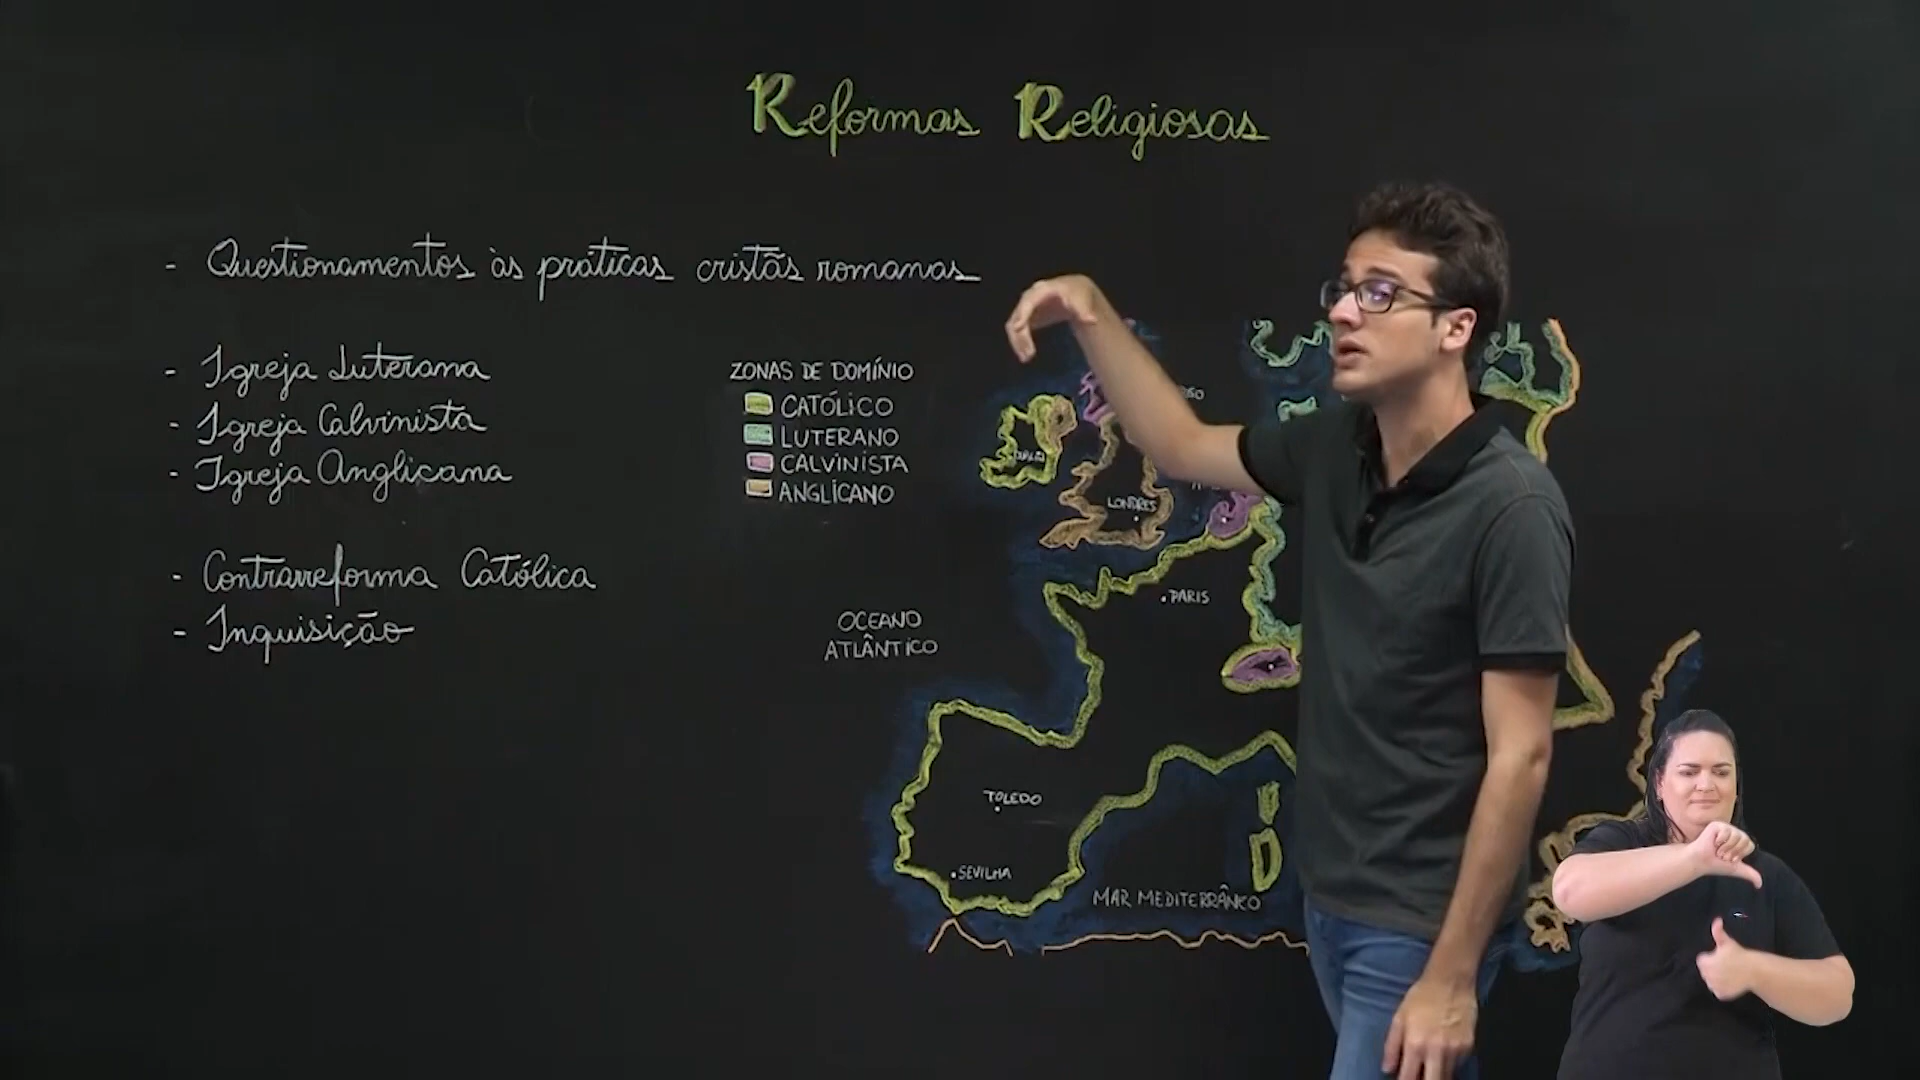 Reformas Religiosas
- Questionamentos às práticas cristãs romanas
- Igreja Luterana
- Igreja Calvinista
- Igreja Anglicana
- Contrarreforma Católica
- Inquisição
ZONAS DE DOMÍNIO
CATÓLICO
LUTERANO
CALVINISTA
ANGLICANO
LONDRES
PARIS
OCEANO
ATLÂNTICO
TOLEDO
SEVILHA
MAR MEDITERRÂNEO